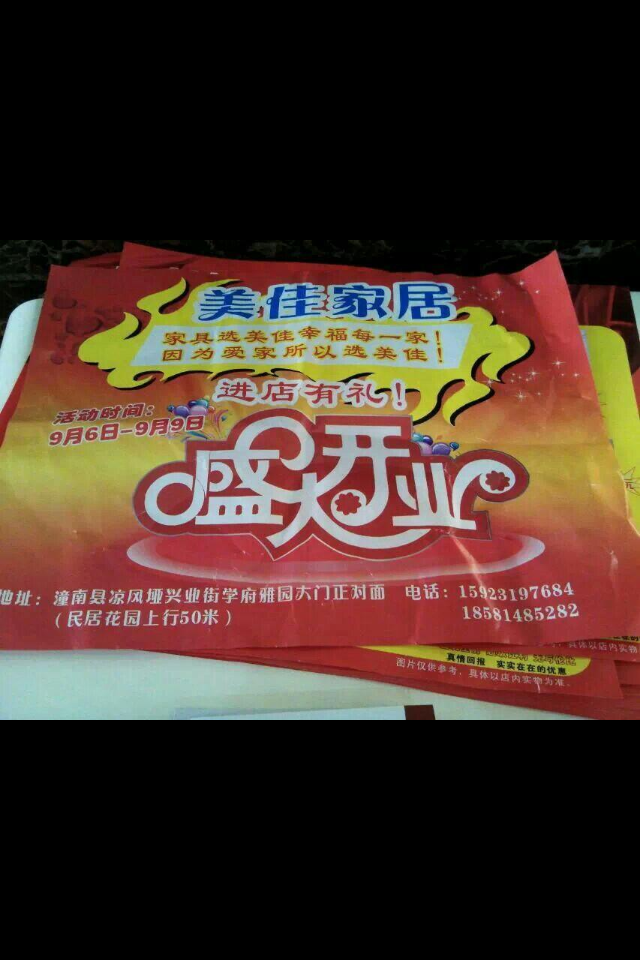 美佳家居
家具选美佳幸福每一家！
因为爱家所以选美佳！
进店有礼！
活动时间：
9月6日-9月9日
盛大开业
地址：潼南县凉风垭兴业街学府雅园大门正对面 电话：15923197684
（民居花园上行50米） 18581485282
真情回报 实实在在的优惠
图片仅供参考，具体以店内实物为准。